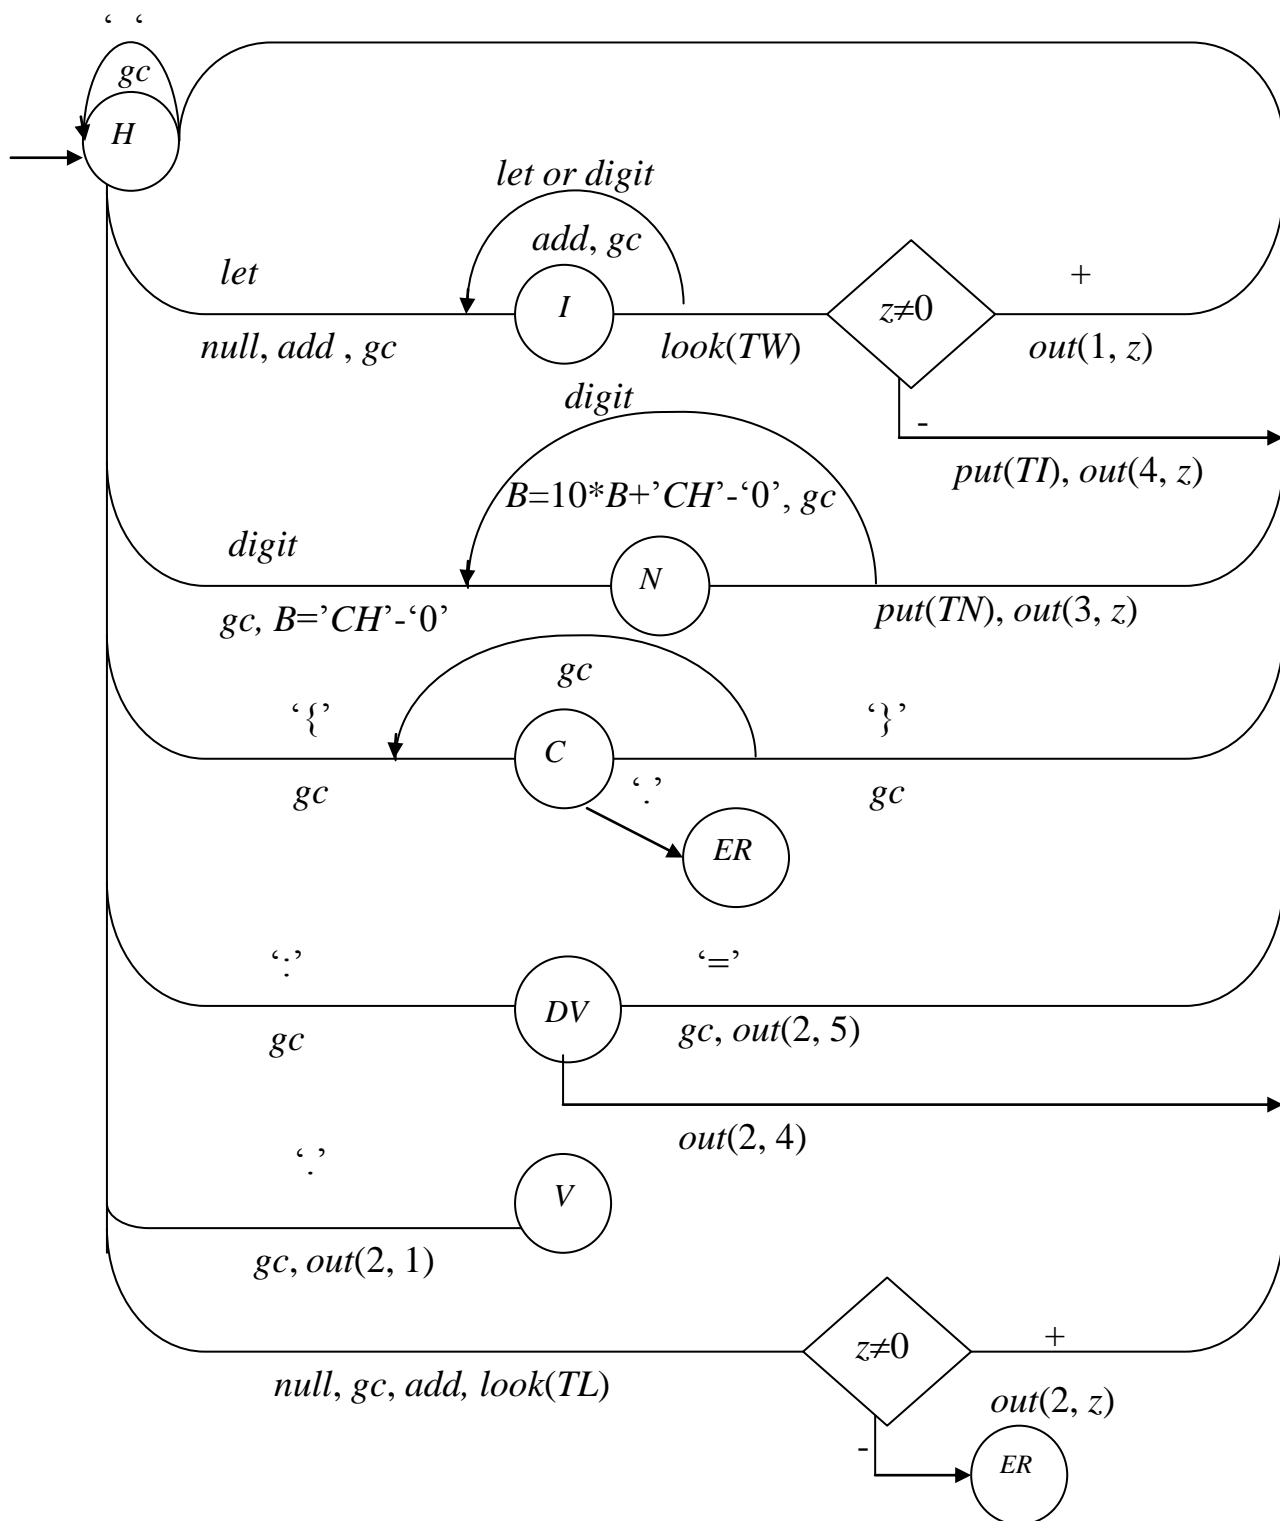 ‘ ‘
gc
H
let or digit
add, gc
let
I
z≠0
+
null, add , gc
look(TW)
out(1, z)
digit
-
put(TI), out(4, z)
B=10*B+’CH’-‘0’, gc
digit
N
gc, B=’CH’-‘0’
put(TN), out(3, z)
gc
‘{’
‘}’
C
gc
‘.’
gc
ER
‘:’
‘=’
DV
gc
gc, out(2, 5)
out(2, 4)
‘.’
V
gc, out(2, 1)
z≠0
+
null, gc, add, look(TL)
out(2, z)
-
ER